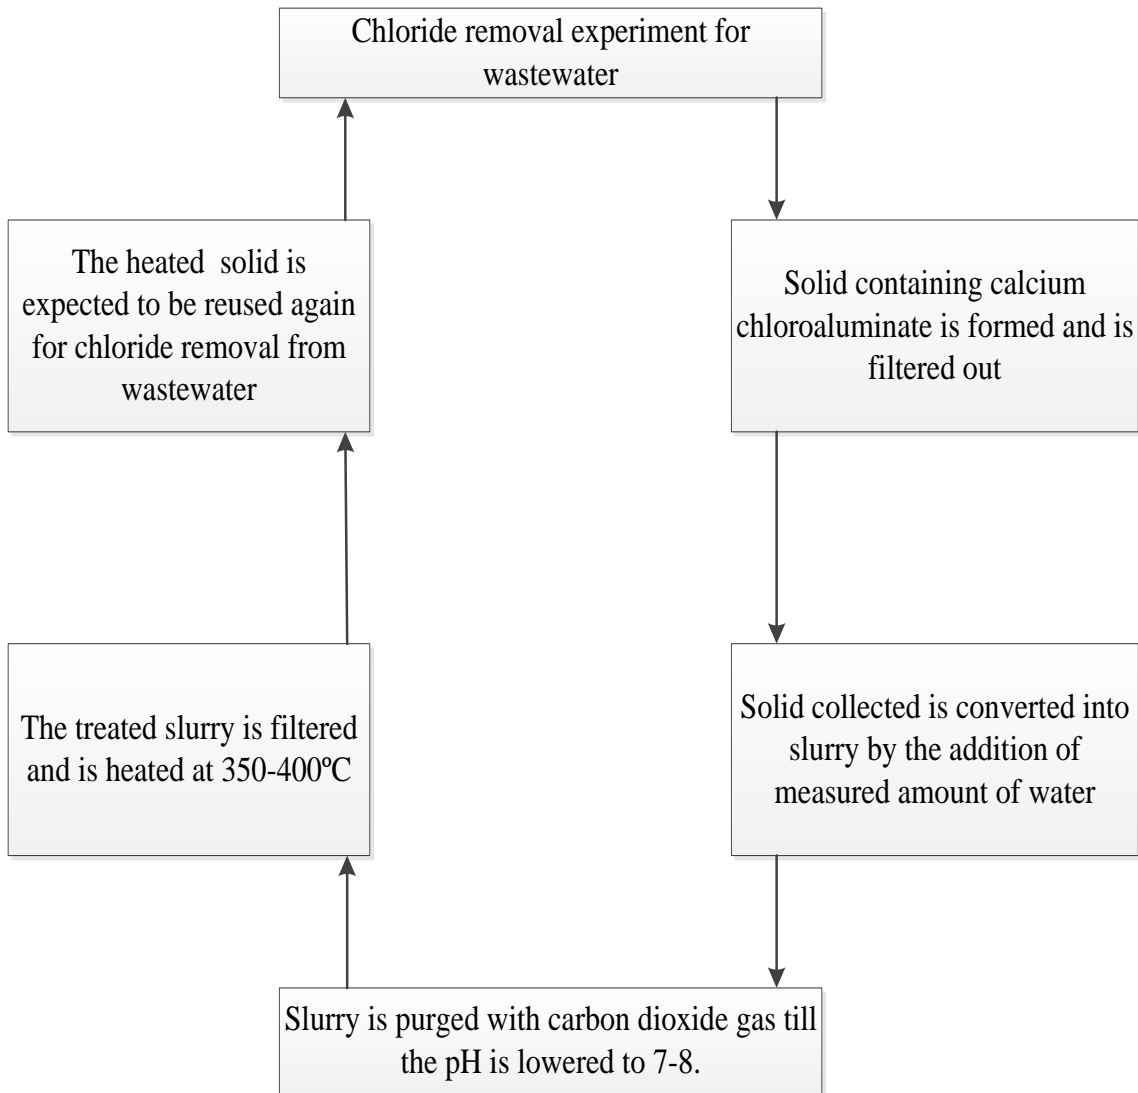 Chloride removal experiment for
wastewater
Solid containing calcium
chloroaluminate is formed and is
filtered out
Solid collected is converted into
slurry by the addition of
measured amount of water
Slurry is purged with carbon dioxide gas till
the pH is lowered to 7-8.
The treated slurry is filtered
and is heated at 350-400ºC
The heated  solid is
expected to be reused again
for chloride removal from
wastewater